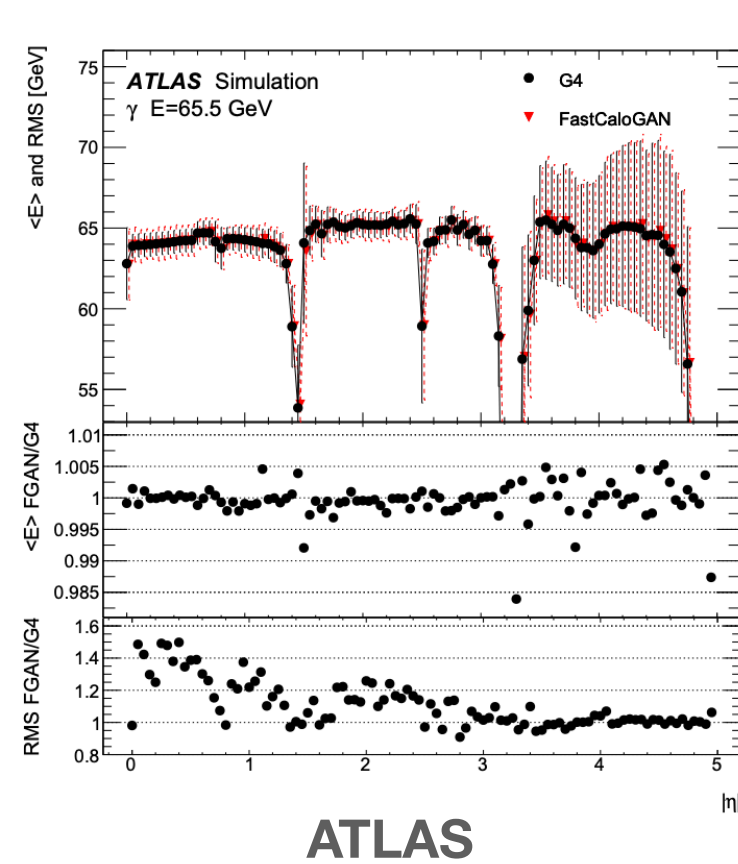 <E> and RMS [GeV]
75
70
65
60
55
ATLAS Simulation
γ E=65.5 GeV
G4
FastCaloGAN
<E> FGAN/G4
1.01
1.005
1
0.995
0.99
0.985
RMS FGAN/G4
1.6
1.4
1.2
1
0.8
0 1 2 3 4 5
|η|
ATLAS